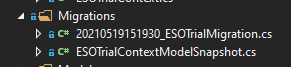 Migrations
C# 20210519151930_ESOTrialMigration.cs
C# ESOTrialContextModelSnapshot.cs